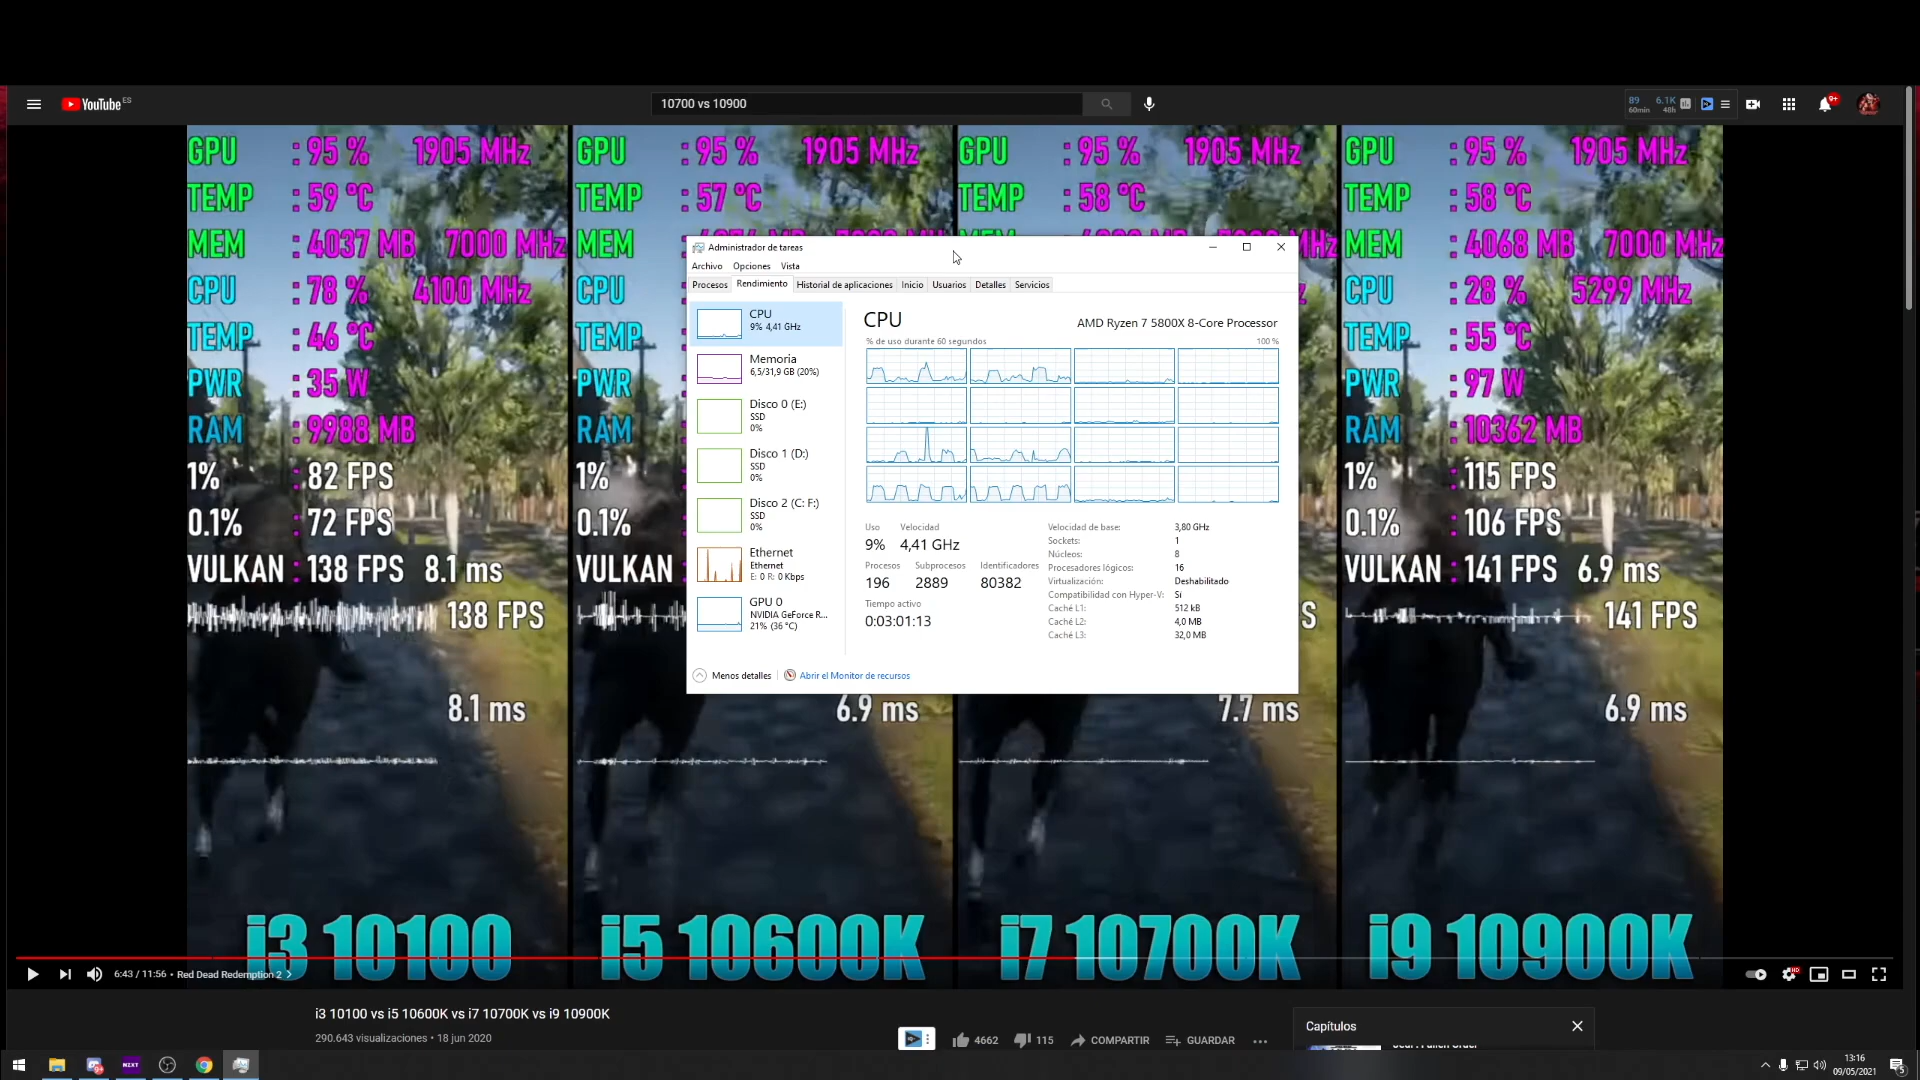 YouTube ES
10700 vs 10900
89 60min 6.1K 48h
9+
GPU : 95 % 1905 MHz
TEMP : 59 °C
MEM : 4037 MB 7000 MHz
CPU : 78 % 4100 MHz
TEMP : 46 °C
PWR : 35 W
RAM : 9988 MB
1% : 82 FPS
0.1% : 72 FPS
VULKAN : 138 FPS 8.1 ms
138 FPS
8.1 ms
i3 10100
GPU : 95 % 1905 MHz
TEMP : 57 °C
MEM
CPU
TEMP
PWR
RAM
1%
0.1%
VULKAN
6.9 ms
i5 10600K
GPU : 95 % 1905 MHz
TEMP : 58 °C
MEM
7.7 ms
i7 10700K
GPU : 95 % 1905 MHz
TEMP : 58 °C
MEM : 4068 MB 7000 MHz
CPU : 28 % 5299 MHz
TEMP : 55 °C
PWR : 97 W
RAM : 10362 MB
1% : 115 FPS
0.1% : 106 FPS
VULKAN : 141 FPS 6.9 ms
141 FPS
6.9 ms
i9 10900K
Administrador de tareas
Archivo Opciones Vista
Procesos Rendimiento Historial de aplicaciones Inicio Usuarios Detalles Servicios
CPU
9% 4,41 GHz
Memoria
6,5/31,9 GB (20%)
Disco 0 (E:)
SSD
0%
Disco 1 (D:)
SSD
0%
Disco 2 (C: F:)
SSD
0%
Ethernet
Ethernet
E: 0 R: 0 Kbps
GPU 0
NVIDIA GeForce R...
21% (36 °C)
CPU AMD Ryzen 7 5800X 8-Core Processor
% de uso durante 60 segundos 100 %
Uso Velocidad
9% 4,41 GHz
Procesos Subprocesos Identificadores
196 2889 80382
Tiempo activo
0:03:01:13
Velocidad de base: 3,80 GHz
Sockets: 1
Núcleos: 8
Procesadores lógicos: 16
Virtualización: Deshabilitado
Compatibilidad con Hyper-V: Sí
Caché L1: 512 kB
Caché L2: 4,0 MB
Caché L3: 32,0 MB
Menos detalles Abrir el Monitor de recursos
6:43 / 11:56 • Red Dead Redemption 2
HD
i3 10100 vs i5 10600K vs i7 10700K vs i9 10900K
290.643 visualizaciones • 18 jun 2020
4662 115 COMPARTIR GUARDAR
Capítulos
NZXT
13:16
09/05/2021
5